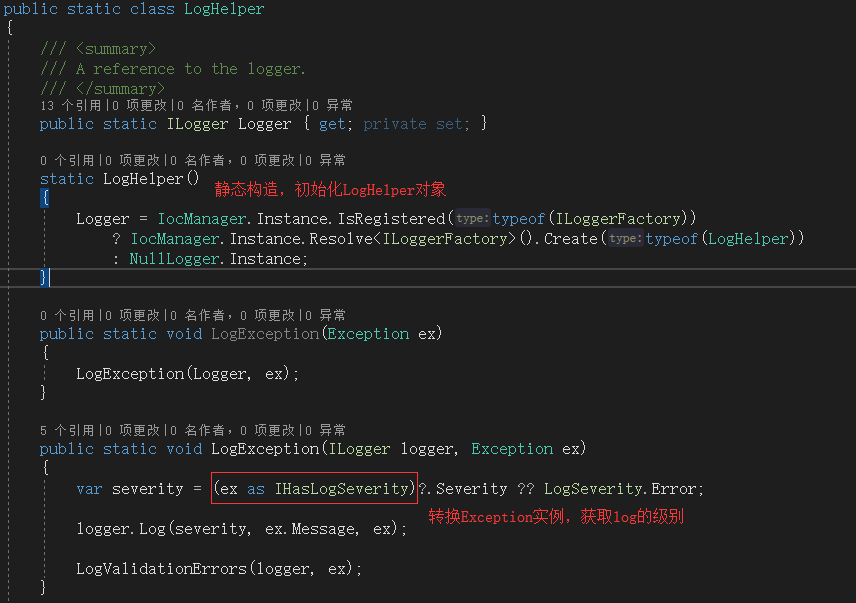 public static class LogHelper
{
/// <summary>
/// A reference to the logger.
/// </summary>
13 个引用|0 项更改|0 名作者，0 项更改|0 异常
public static ILogger Logger { get; private set; }
0 个引用|0 项更改|0 名作者，0 项更改|0 异常
static LogHelper() 静态构造，初始化LogHelper对象
{
Logger = IocManager.Instance.IsRegistered(type:typeof(ILoggerFactory))
? IocManager.Instance.Resolve<ILoggerFactory>().Create(type:typeof(LogHelper))
: NullLogger.Instance;
}
0 个引用|0 项更改|0 名作者，0 项更改|0 异常
public static void LogException(Exception ex)
{
LogException(Logger, ex);
}
5 个引用|0 项更改|0 名作者，0 项更改|0 异常
public static void LogException(ILogger logger, Exception ex)
{
var severity = (ex as IHasLogSeverity)?.Severity ?? LogSeverity.Error;
转换Exception实例，获取log的级别
logger.Log(severity, ex.Message, ex);
LogValidationErrors(logger, ex);
}